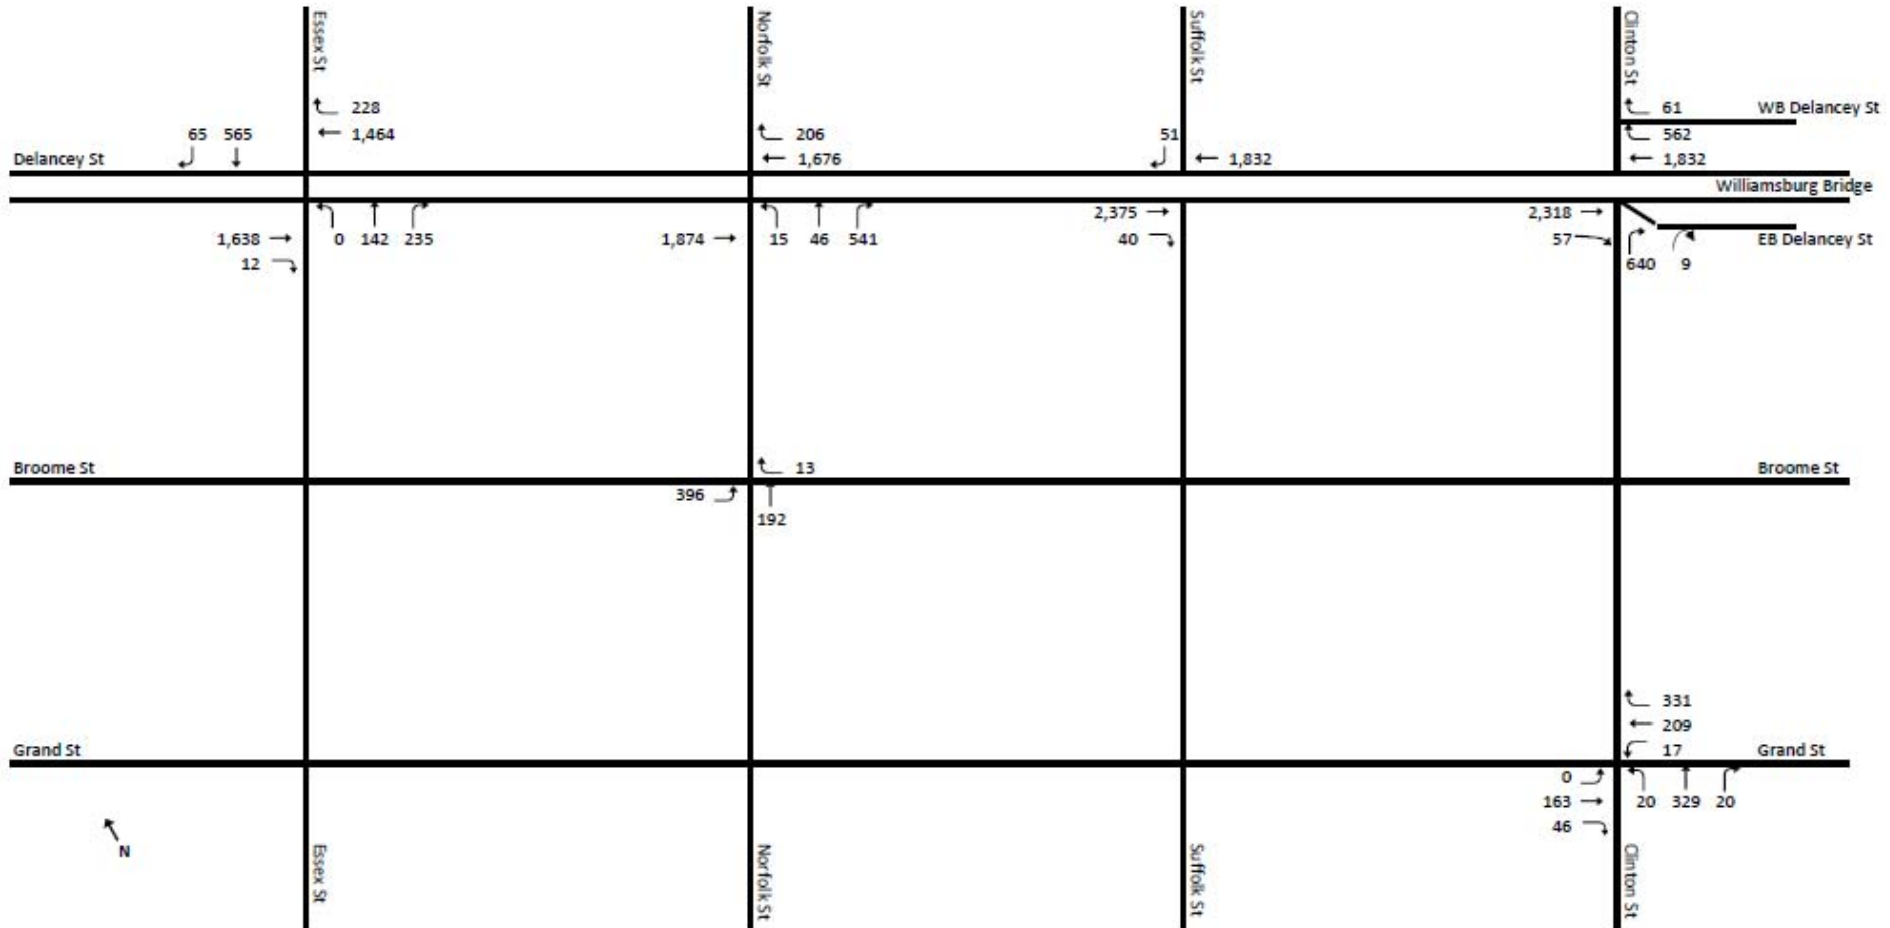 Essex St
Norfolk St
Suffolk St
Clinton St
228
61
WB Delancey St
65 565
1,464
206
51
562
Delancey St
1,676
1,832
1,832
Williamsburg Bridge
2,375
2,318
1,638
0 142 235
1,874
15 46 541
40
57
EB Delancey St
12
640 9
Broome St
13
Broome St
396
192
331
209
Grand St
17
Grand St
0
163
20 329 20
46
N
Essex St
Norfolk St
Suffolk St
Clinton St